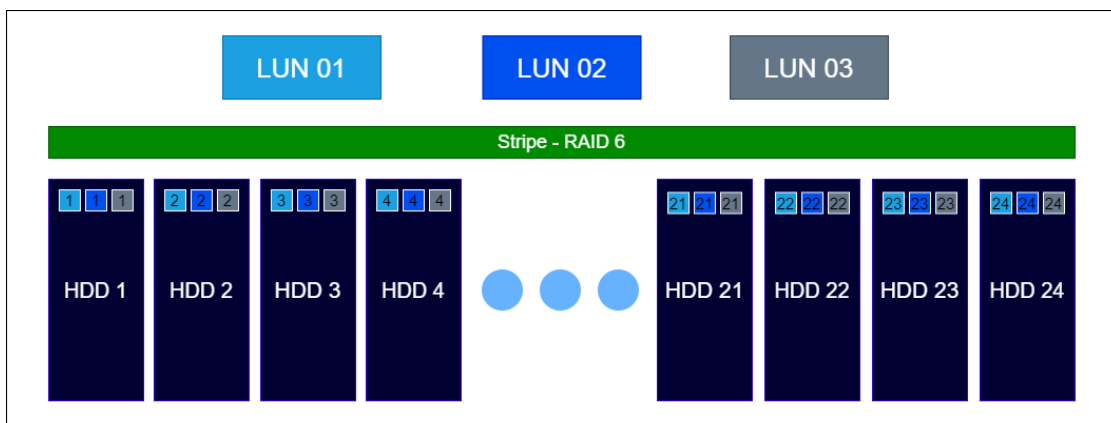 LUN 01 LUN 02 LUN 03
Stripe - RAID 6
1 1 1 2 2 2 3 3 3 4 4 4 21 21 21 22 22 22 23 23 23 24 24 24
HDD 1 HDD 2 HDD 3 HDD 4 HDD 21 HDD 22 HDD 23 HDD 24